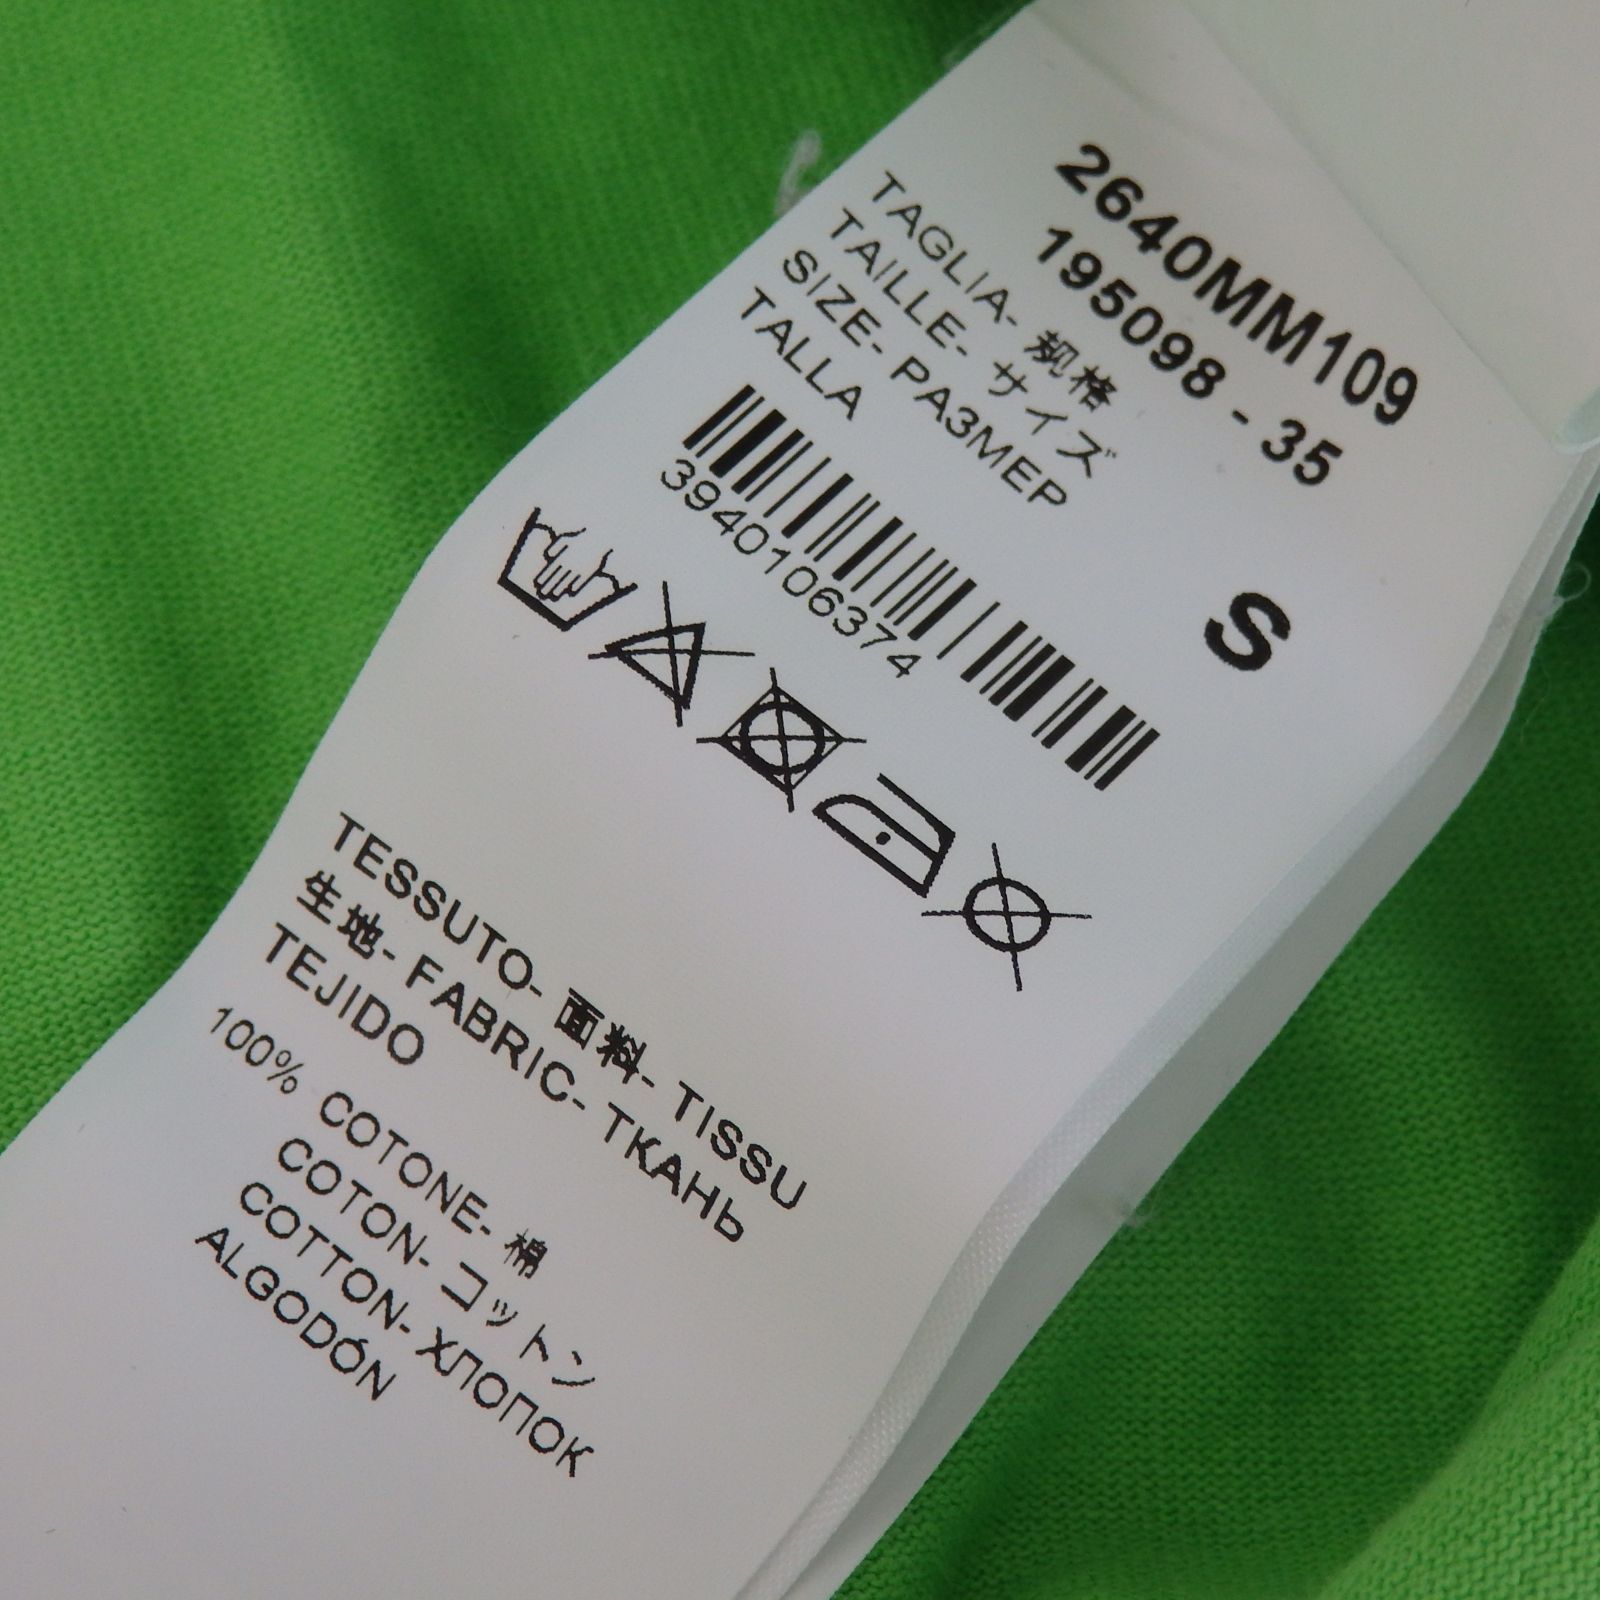 2640MM109
195098 - 35
TAGLIA- 规格
TAILLE- サイズ
SIZE- РАЗМЕР
TALLA
S
3940106374
TESSUTO- 面料- TISSU
生地- FABRIC- ТКАНЬ
TEJIDO
100% COTONE- 棉
COTON- コットン
COTTON- ХЛОПОК
ALGODÓN